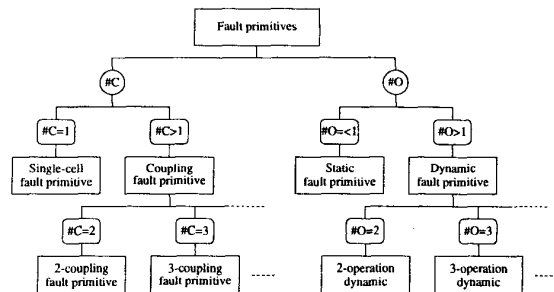 Fault primitives
#C
#O
#C=1
#C>1
#O=<1
#O>1
Single-cell
fault primitive
Coupling
fault primitive
Static
fault primitive
Dynamic
fault primitive
#C=2
#C=3
#O=2
#O=3
2-coupling
fault primitive
3-coupling
fault primitive
2-operation
dynamic
3-operation
dynamic